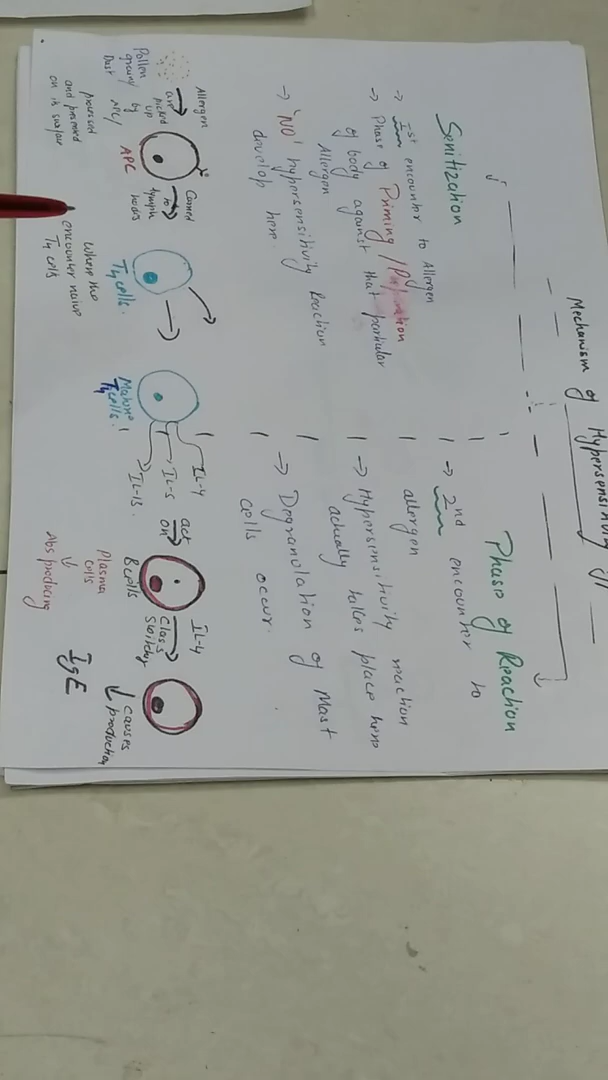 Mechanism of Hypersensitivity
Sensitization
→ Ist encounter to Allergen
→ Phase of Priming / Preparation
of body against that particular
Allergen
→ 'NO' hypersensitivity Reaction
develop here.
Phase of Reaction
→ 2nd encounter to
allergen
→ Hypersensitivity reaction
actually takes place here
→ Degranulation of Mast
cells occur.
Allergen
Pollen
Dust
are
picked
up
by
APC/
APC
processed
and presented
on its surface
Carried
to
lymph
nodes
TH cells.
where the
encounter naive
TH cells
Mature
TH cells.
IL-4
IL-5
IL-13.
act
on
B cells
Plasma
cells
↓
Abs producing
IL-4
Class
Switching
causes
production
IgE